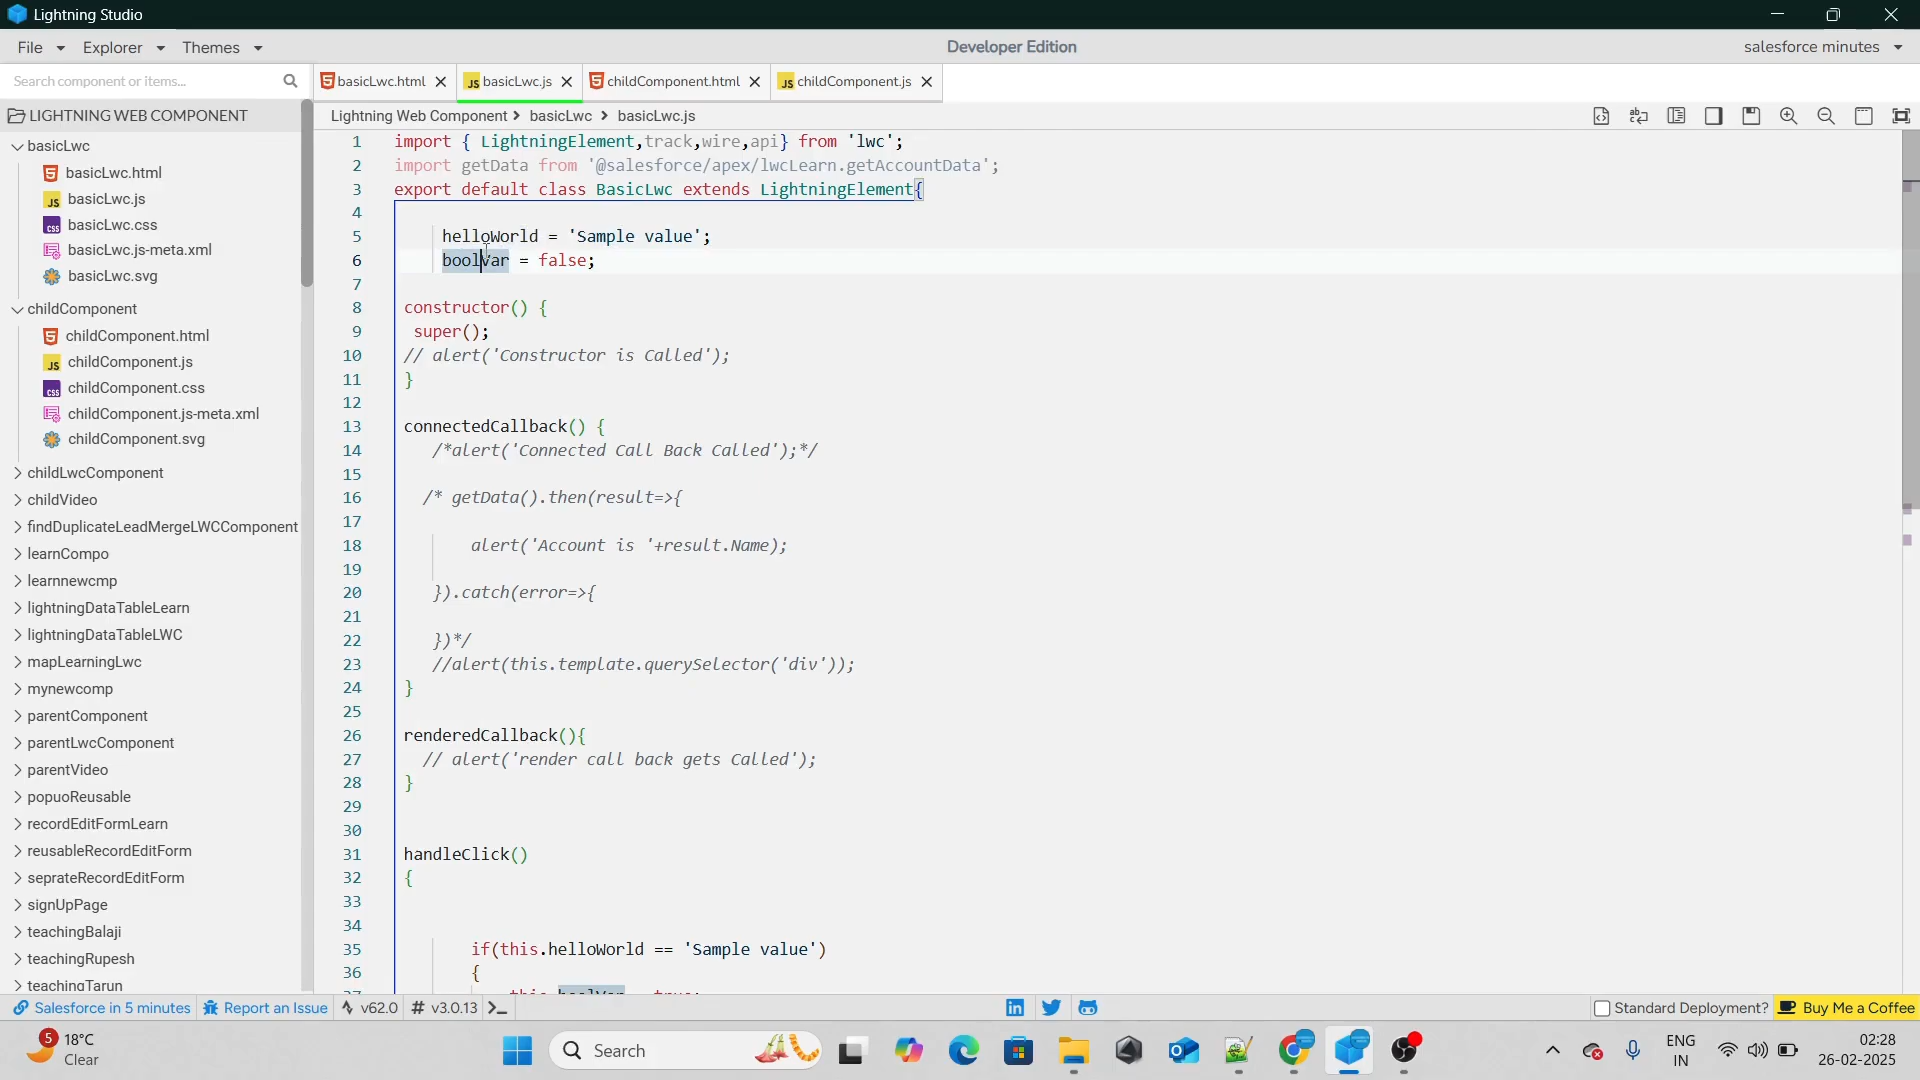 Lightning Studio
File Explorer Themes Developer Edition salesforce minutes
Search component or items...
basicLwc.html basicLwc.js childComponent.html childComponent.js
LIGHTNING WEB COMPONENT
Lightning Web Component basicLwc basicLwc.js
basicLwc
basicLwc.html
basicLwc.js
basicLwc.css
basicLwc.js-meta.xml
basicLwc.svg
childComponent
childComponent.html
childComponent.js
childComponent.css
childComponent.js-meta.xml
childComponent.svg
childLwcComponent
childVideo
findDuplicateLeadMergeLWCComponent
learnCompo
learnnewcmp
lightningDataTableLearn
lightningDataTableLWC
mapLearningLwc
mynewcomp
parentComponent
parentLwcComponent
parentVideo
popuoReusable
recordEditFormLearn
reusableRecordEditForm
seprateRecordEditForm
signUpPage
teachingBalaji
teachingRupesh
teachingTarun
1 import { LightningElement,track,wire,api} from 'lwc';
2 import getData from '@salesforce/apex/lwcLearn.getAccountData';
3 export default class BasicLwc extends LightningElement{
4
5 helloWorld = 'Sample value';
6 boolVar = false;
7
8 constructor() {
9 super();
10 // alert('Constructor is Called');
11 }
12
13 connectedCallback() {
14 /*alert('Connected Call Back Called');*/
15
16 /* getData().then(result=>{
17
18 alert('Account is '+result.Name);
19
20 }).catch(error=>{
21
22 })*/
23 //alert(this.template.querySelector('div'));
24 }
25
26 renderedCallback(){
27 // alert('render call back gets Called');
28 }
29
30
31 handleClick()
32 {
33
34
35 if(this.helloWorld == 'Sample value')
36 {
37 this.boolVar = true;
Salesforce in 5 minutes Report an Issue v62.0 # v3.0.13 Standard Deployment? Buy Me a Coffee
5 18°C
Clear
Search
ENG
IN
02:28
26-02-2025